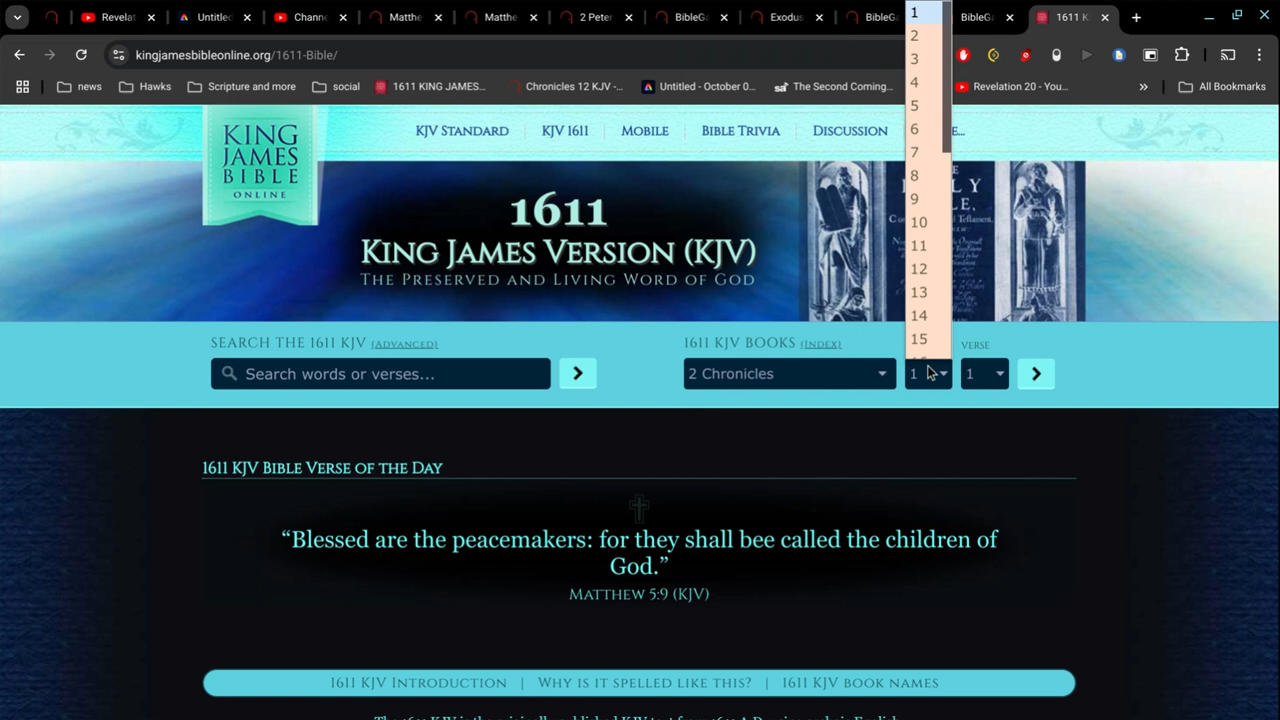 Revelat
Untitled
Channe
Matthe
Matthe
2 Peter
BibleGa
Exodus
BibleGa
BibleGa
1611 K
kingjamesbibleonline.org/1611-Bible/
news
Hawks
Scripture and more
social
1611 KING JAMES...
Chronicles 12 KJV -...
Untitled - October 0...
sa
The Second Coming...
Revelation 20 - You...
»
All Bookmarks
KING
JAMES
BIBLE
ONLINE
KJV STANDARD
KJV 1611
MOBILE
BIBLE TRIVIA
DISCUSSION
1611
KING JAMES VERSION (KJV)
THE PRESERVED AND LIVING WORD OF GOD
1
2
3
4
5
6
7
8
9
10
11
12
13
14
15
SEARCH THE 1611 KJV (ADVANCED)
1611 KJV BOOKS (INDEX)
VERSE
Search words or verses...
2 Chronicles
1
1
1611 KJV BIBLE VERSE OF THE DAY
“Blessed are the peacemakers: for they shall bee called the children of
God.”
MATTHEW 5:9 (KJV)
1611 KJV INTRODUCTION | WHY IS IT SPELLED LIKE THIS? | 1611 KJV BOOK NAMES